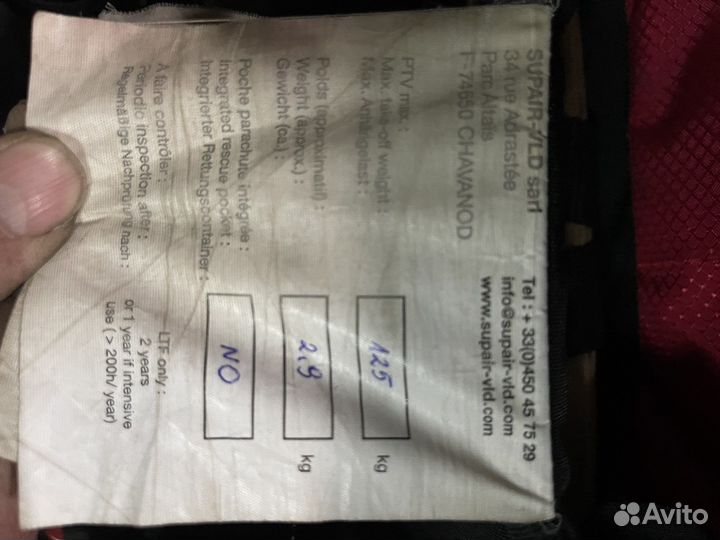 SUPAIR-VLD sarl
34 rue Adrastée
Parc Altaïs
F- 74650 CHAVANOD
Tel : + 33(0)450 45 75 29
info@supair-vld.com
www.supair-vld.com
PTV max. :
Max. take-off weight :
Max. Anhängelast :
125 kg
Poids (approximatif) :
Weight (approx.) :
Gewicht (ca.) :
2,9 kg
Poche parachute intégrée :
Integrated rescue pocket :
Integrierter Rettungscontainer :
NO
A faire contrôler :
Periodic inspection after :
Regelmäßige Nachprüfung nach :
LTF only :
2 years
or 1 year if intensive
use ( > 200h/ year)
Avito